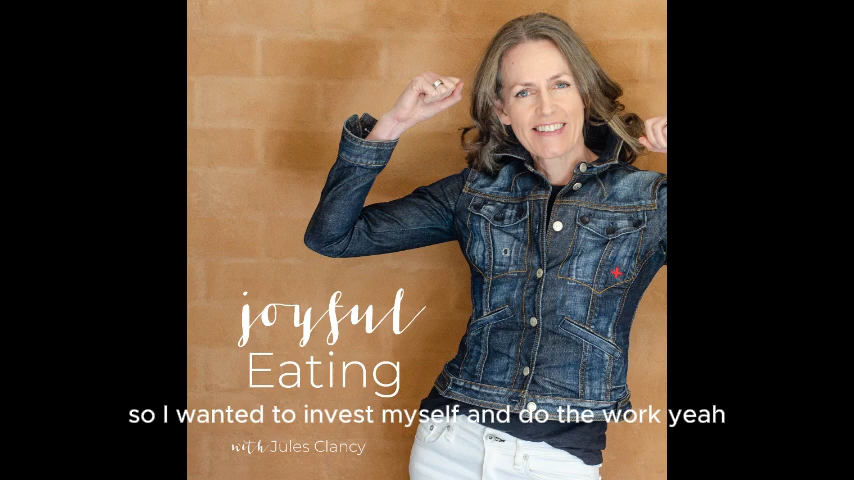 joyful
Eating
so I wanted to invest myself and do the work yeah
with Jules Clancy